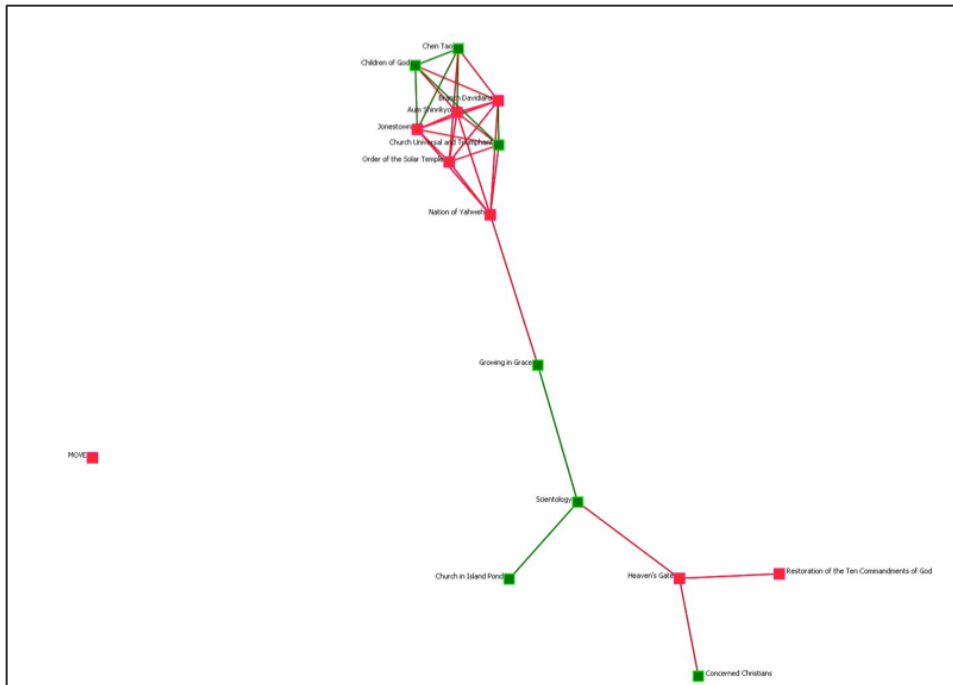 Chen Tao
Children of God
Branch Davidians
Aum Shinrikyo
Jonestown
Church Universal and Triumphant
Order of the Solar Temple
Nation of Yahweh
Growing in Grace
MOVE
Scientology
Church in Island Pond
Heaven's Gate
Restoration of the Ten Commandments of God
Concerned Christians